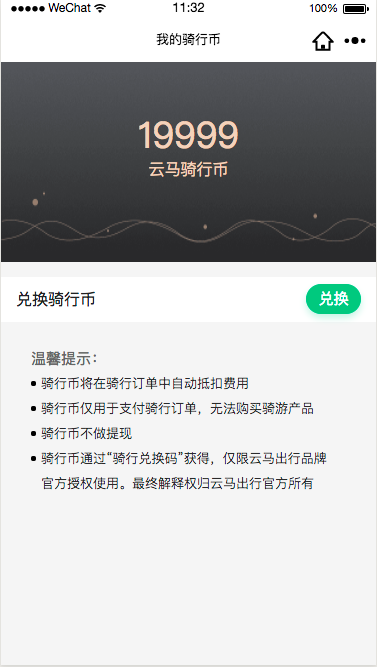 WeChat 11:32 100%
我的骑行币
19999
云马骑行币
兑换骑行币 兑换
温馨提示：
骑行币将在骑行订单中自动抵扣费用
骑行币仅用于支付骑行订单，无法购买骑游产品
骑行币不做提现
骑行币通过“骑行兑换码”获得，仅限云马出行品牌
官方授权使用。最终解释权归云马出行官方所有